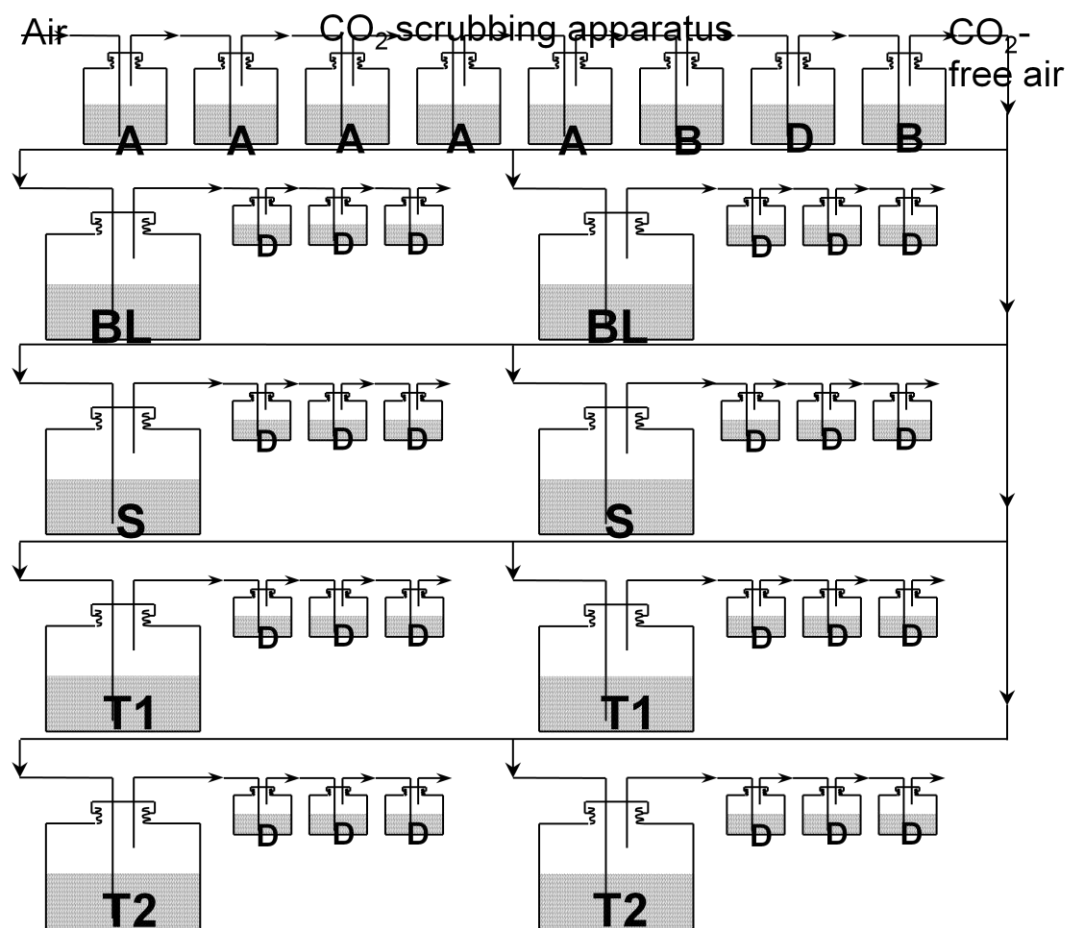 Air CO₂-scrubbing apparatus CO₂-
free air
A A A A A B D B
D D D D D D
BL BL
D D D D D D
S S
D D D D D D
T1 T1
D D D D D D
T2 T2